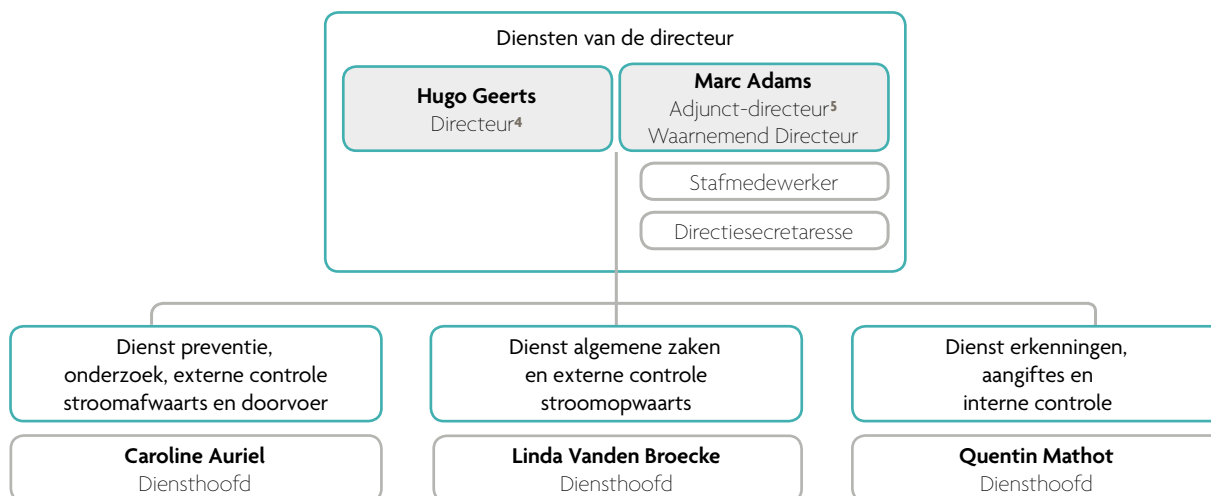 Diensten van de directeur
Hugo Geerts
Directeur4
Marc Adams
Adjunct-directeur5
Waarnemend Directeur
Stafmedewerker
Directiesecretaresse
Dienst preventie,
onderzoek, externe controle
stroomafwaarts en doorvoer
Caroline Auriel
Diensthoofd
Dienst algemene zaken
en externe controle
stroomopwaarts
Linda Vanden Broecke
Diensthoofd
Dienst erkenningen,
aangiftes en
interne controle
Quentin Mathot
Diensthoofd